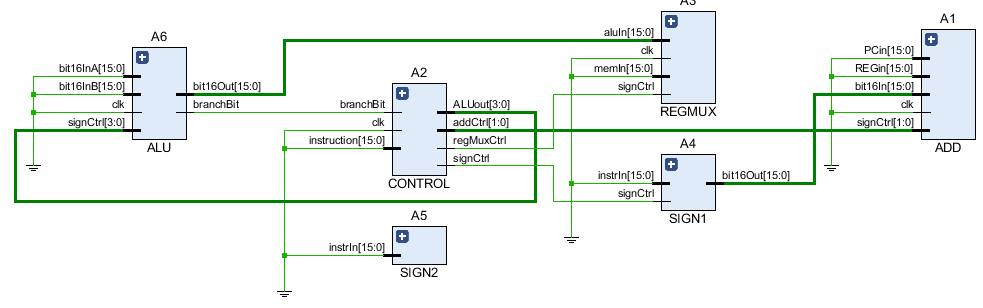 A6
bit16InA[15:0]
bit16InB[15:0]
clk
signCtrl[3:0]
bit16Out[15:0]
branchBit
ALU
A2
branchBit
clk
instruction[15:0]
ALUout[3:0]
addCtrl[1:0]
regMuxCtrl
signCtrl
CONTROL
A5
instrIn[15:0]
SIGN2
A3
aluIn[15:0]
clk
memIn[15:0]
signCtrl
REGMUX
A4
instrIn[15:0]
signCtrl
bit16Out[15:0]
SIGN1
A1
PCin[15:0]
REGin[15:0]
bit16In[15:0]
clk
signCtrl[1:0]
ADD